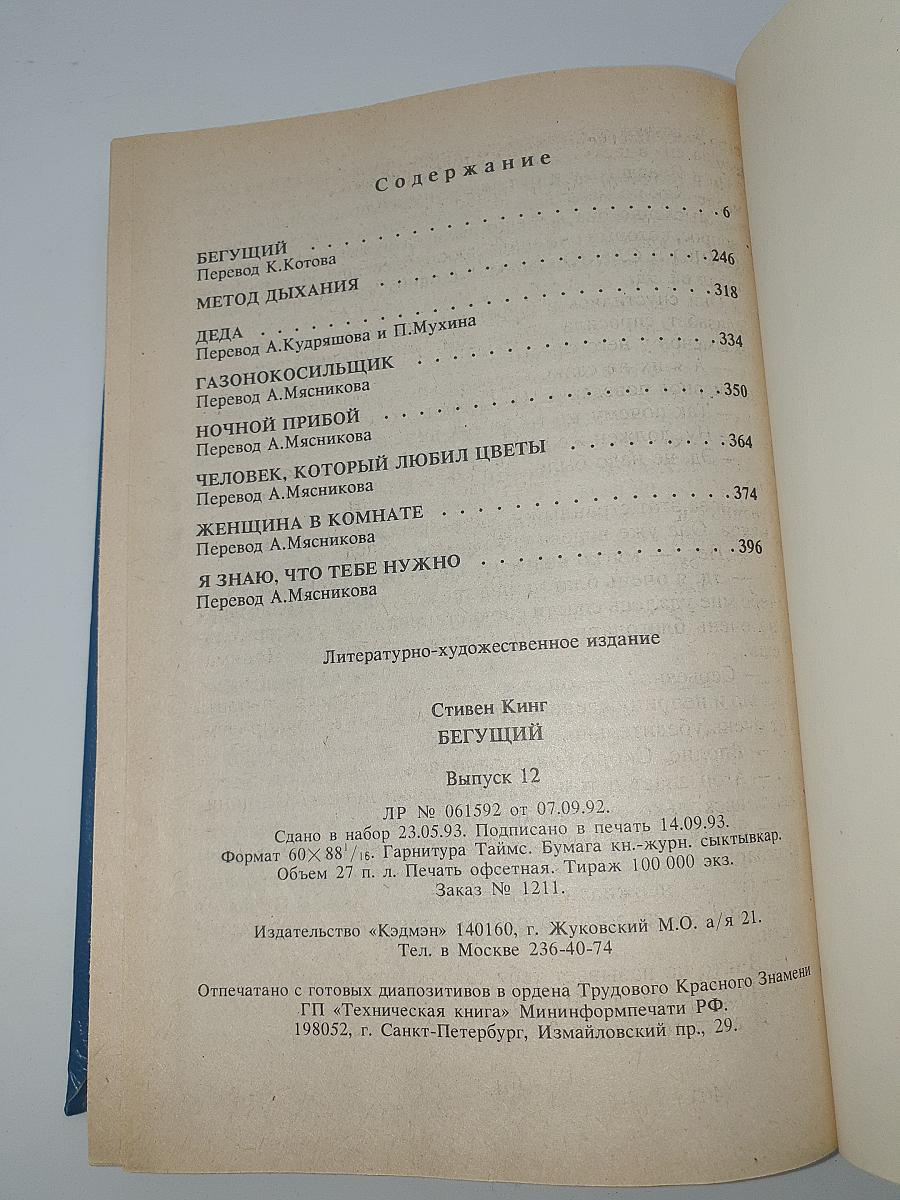 Содержание
БЕГУЩИЙ . . . . . . . . . . . . . . . . . . . . . . . 6
Перевод К.Котова
МЕТОД ДЫХАНИЯ . . . . . . . . . . . . . . . . . . . 246
ДЕДА . . . . . . . . . . . . . . . . . . . . . . . . 318
Перевод А.Кудряшова и П.Мухина
ГАЗОНОКОСИЛЬЩИК . . . . . . . . . . . . . . . . 334
Перевод А.Мясникова
НОЧНОЙ ПРИБОЙ . . . . . . . . . . . . . . . . . . 350
Перевод А.Мясникова
ЧЕЛОВЕК, КОТОРЫЙ ЛЮБИЛ ЦВЕТЫ . . . . . . . . . 364
Перевод А.Мясникова
ЖЕНЩИНА В КОМНАТЕ . . . . . . . . . . . . . . . . 374
Перевод А.Мясникова
Я ЗНАЮ, ЧТО ТЕБЕ НУЖНО . . . . . . . . . . . . . 396
Перевод А.Мясникова
Литературно-художественное издание
Стивен Кинг
БЕГУЩИЙ
Выпуск 12
ЛР № 061592 от 07.09.92.
Сдано в набор 23.05.93. Подписано в печать 14.09.93.
Формат 60×88 1/16. Гарнитура Таймс. Бумага кн.-журн. сыктывкар.
Объем 27 п. л. Печать офсетная. Тираж 100 000 экз.
Заказ № 1211.
Издательство «Кэдмэн» 140160, г. Жуковский М.О. а/я 21.
Тел. в Москве 236-40-74
Отпечатано с готовых диапозитивов в ордена Трудового Красного Знамени
ГП «Техническая книга» Мининформпечати РФ.
198052, г. Санкт-Петербург, Измайловский пр., 29.